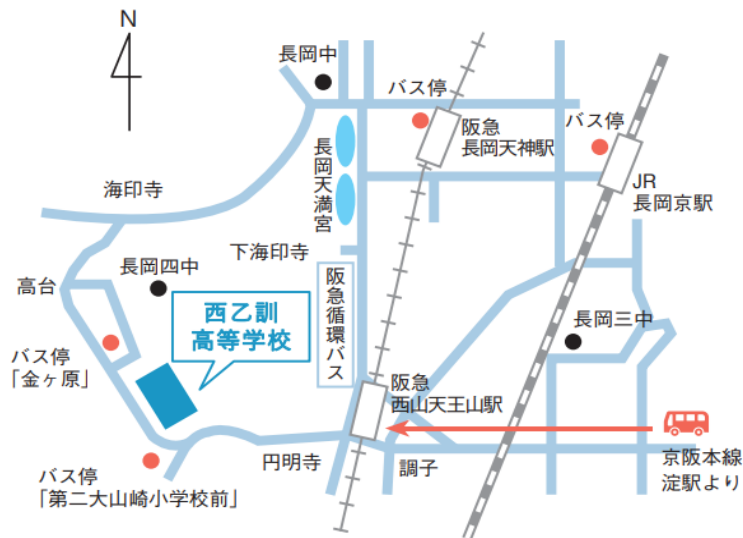 N
長岡中
バス停
阪急
長岡天神駅
バス停
JR
長岡京駅
長岡天満宮
海印寺
下海印寺
高台
長岡四中
西乙訓
高等学校
阪急循環バス
長岡三中
バス停
「金ヶ原」
阪急
西山天王山駅
京阪本線
淀駅より
円明寺
調子
バス停
「第二大山崎小学校前」